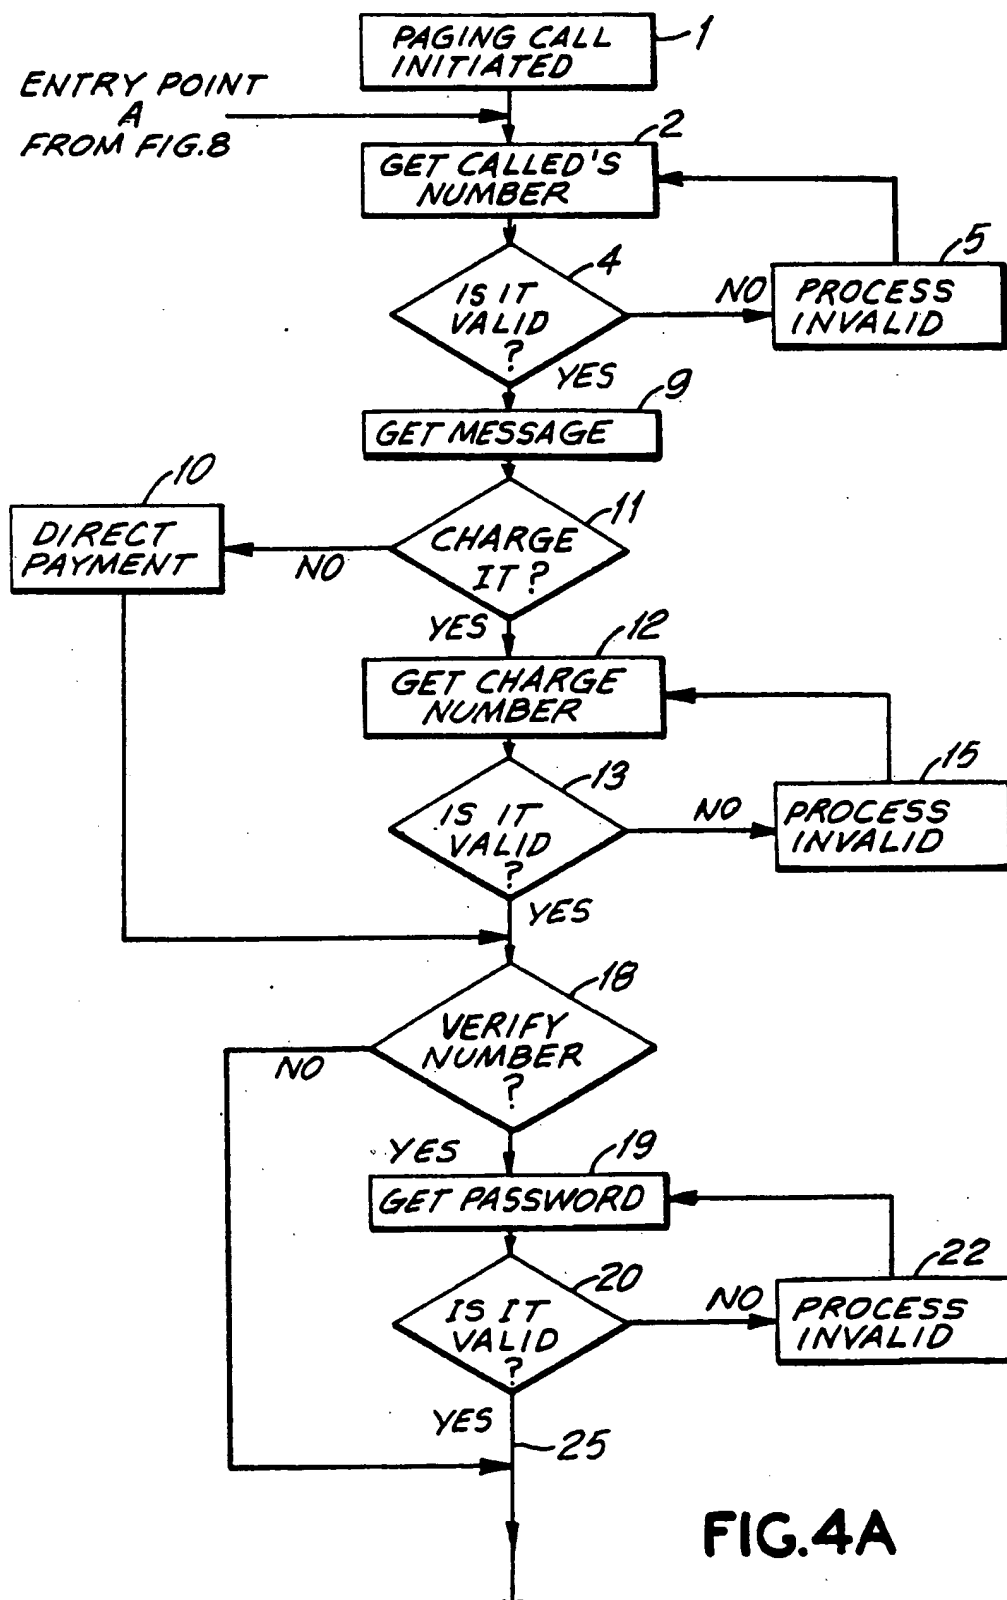 PAGING CALL
INITIATED
1
ENTRY POINT
A
FROM FIG.8
2
GET CALLED'S
NUMBER
4
IS IT
VALID
?
NO
5
PROCESS
INVALID
YES
9
GET MESSAGE
10
DIRECT
PAYMENT
11
CHARGE
IT?
NO
YES
12
GET CHARGE
NUMBER
13
IS IT
VALID
?
NO
15
PROCESS
INVALID
YES
18
VERIFY
NUMBER
?
NO
YES
19
GET PASSWORD
20
IS IT
VALID
?
NO
22
PROCESS
INVALID
YES
25
FIG.4A